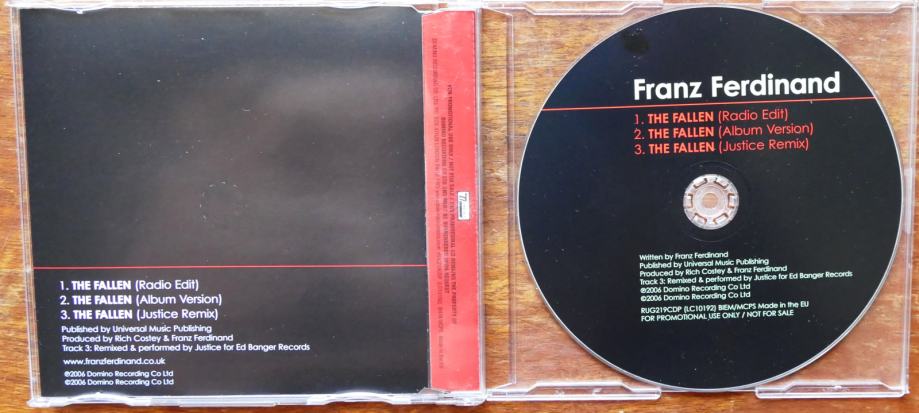 1. THE FALLEN (Radio Edit)
2. THE FALLEN (Album Version)
3. THE FALLEN (Justice Remix)
Published by Universal Music Publishing
Produced by Rich Costey & Franz Ferdinand
Track 3: Remixed & performed by Justice for Ed Banger Records
www.franzferdinand.co.uk
℗2006 Domino Recording Co Ltd
©2006 Domino Recording Co Ltd
Franz Ferdinand
1. THE FALLEN (Radio Edit)
2. THE FALLEN (Album Version)
3. THE FALLEN (Justice Remix)
Written by Franz Ferdinand
Published by Universal Music Publishing
Produced by Rich Costey & Franz Ferdinand
Track 3: Remixed & performed by Justice for Ed Banger Records
℗2006 Domino Recording Co Ltd
©2006 Domino Recording Co Ltd
RUG219CDP (LC10192) BIEM/MCPS Made in the EU
FOR PROMOTIONAL USE ONLY / NOT FOR SALE